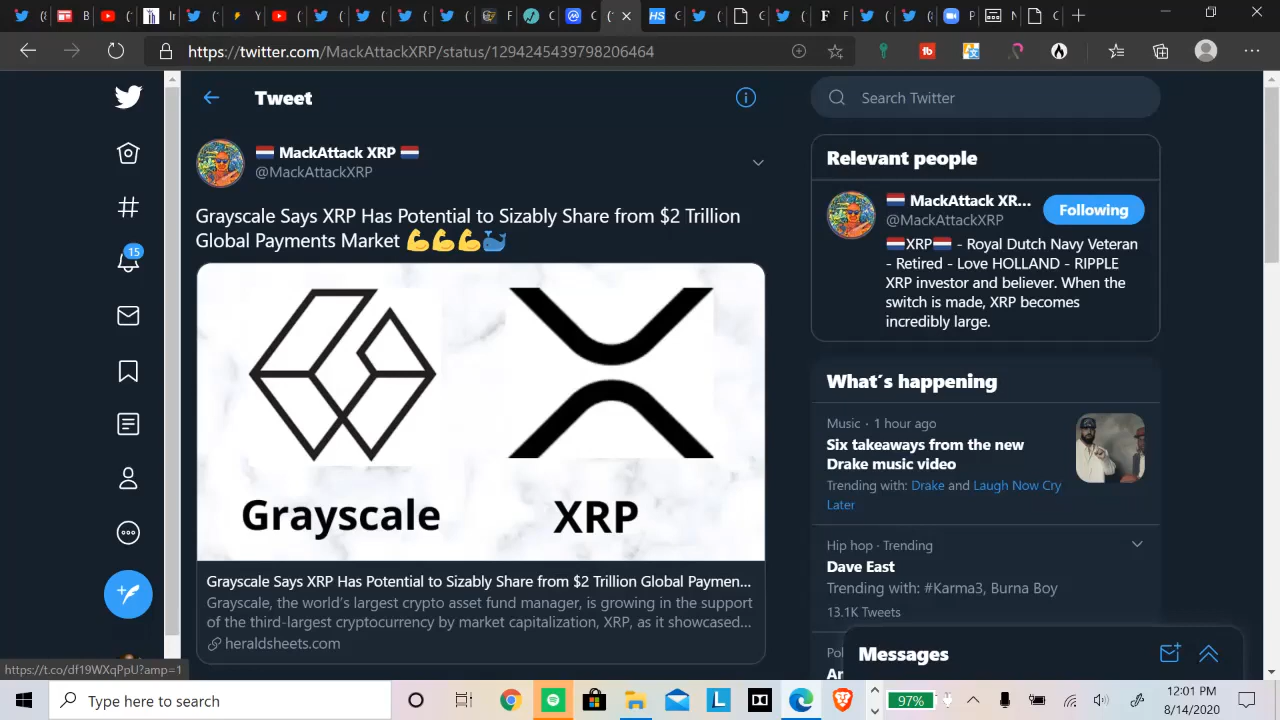 https://twitter.com/MackAttackXRP/status/1294245439798206464
Tweet
Search Twitter
MackAttack XRP
@MackAttackXRP
Grayscale Says XRP Has Potential to Sizably Share from $2 Trillion
Global Payments Market 💪💪💪🐳
Grayscale
XRP
Grayscale Says XRP Has Potential to Sizably Share from $2 Trillion Global Paymen...
Grayscale, the world's largest crypto asset fund manager, is growing in the support
of the third-largest cryptocurrency by market capitalization, XRP, as it showcased...
heraldsheets.com
15
Relevant people
MackAttack XR...
Following
@MackAttackXRP
🇳🇱XRP🇳🇱 - Royal Dutch Navy Veteran
- Retired - Love HOLLAND - RIPPLE
XRP investor and believer. When the
switch is made, XRP becomes
incredibly large.
What´s happening
Music · 1 hour ago
Six takeaways from the new
Drake music video
Trending with: Drake and Laugh Now Cry
Later
Hip hop · Trending
Dave East
Trending with: #Karma3, Burna Boy
13.1K Tweets
Pol
Ar
Messages
https://t.co/df19WXqPpU?amp=1
Type here to search
97%
12:01 PM
8/14/2020